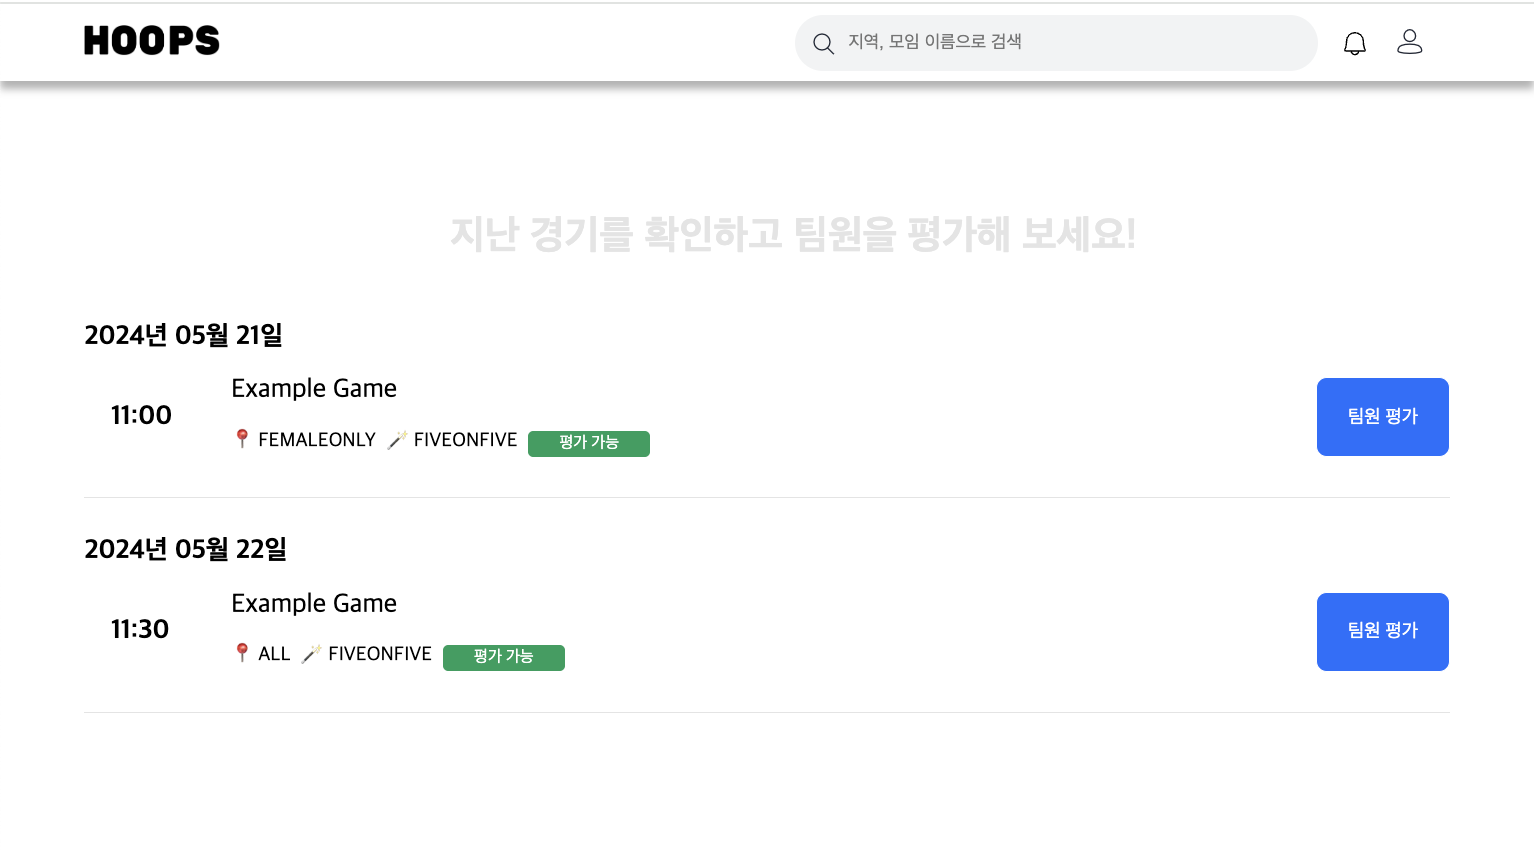 HOOPS
지역, 모임 이름으로 검색
지난 경기를 확인하고 팀원을 평가해 보세요!
2024년 05월 21일
11:00
Example Game
FEMALEONLY FIVEONFIVE 평가 가능
팀원 평가
2024년 05월 22일
11:30
Example Game
ALL FIVEONFIVE 평가 가능
팀원 평가